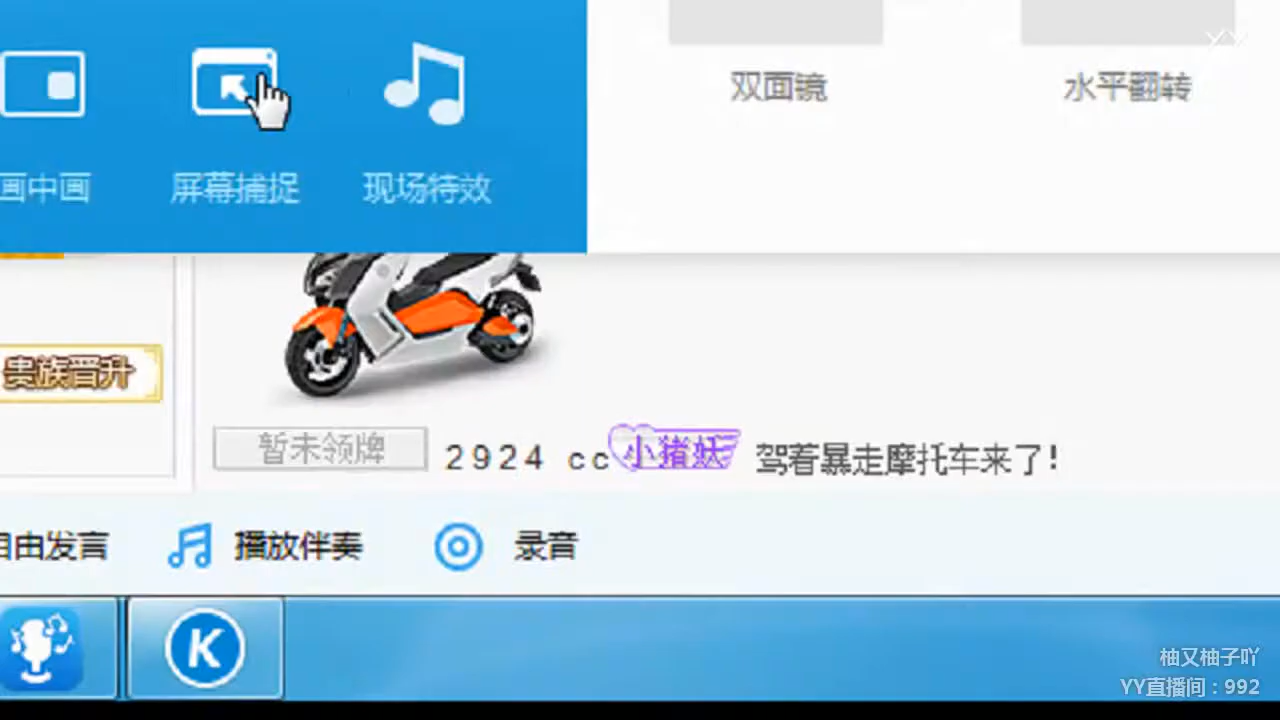 YY
双面镜
水平翻转
画中画
屏幕捕捉
现场特效
贵族晋升
暂未领牌
2924 cc小猪妖 驾着暴走摩托车来了!
自由发言
播放伴奏
录音
K
柚又柚子吖
YY直播间:992